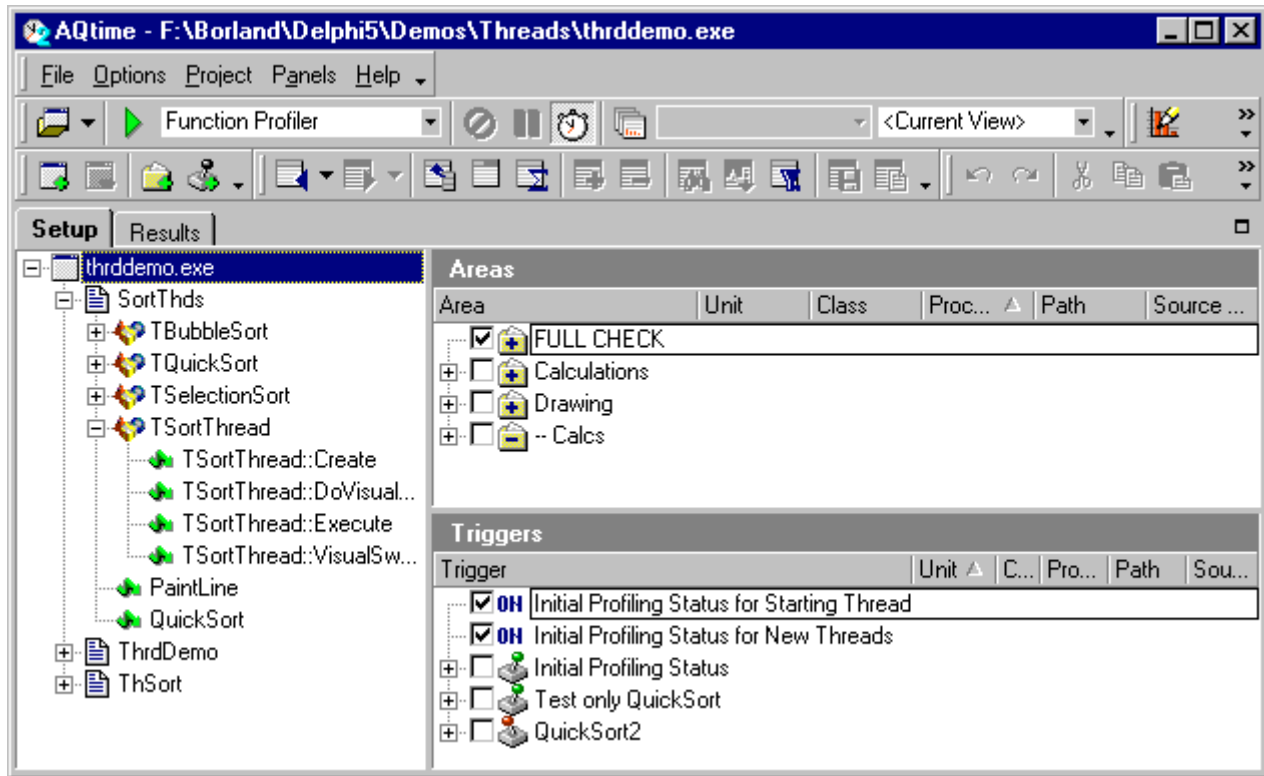 AQtime - F:\Borland\Delphi5\Demos\Threads\thrddemo.exe
File Options Project Panels Help
Function Profiler <Current View>
Setup Results
thrddemo.exe
SortThds
TBubbleSort
TQuickSort
TSelectionSort
TSortThread
TSortThread::Create
TSortThread::DoVisual...
TSortThread::Execute
TSortThread::VisualSw...
PaintLine
QuickSort
ThrdDemo
ThSort
Areas
Area Unit Class Proc... Path Source ...
FULL CHECK
Calculations
Drawing
-- Calcs
Triggers
Trigger Unit C... Pro... Path Sou...
ON Initial Profiling Status for Starting Thread
ON Initial Profiling Status for New Threads
Initial Profiling Status
Test only QuickSort
QuickSort2